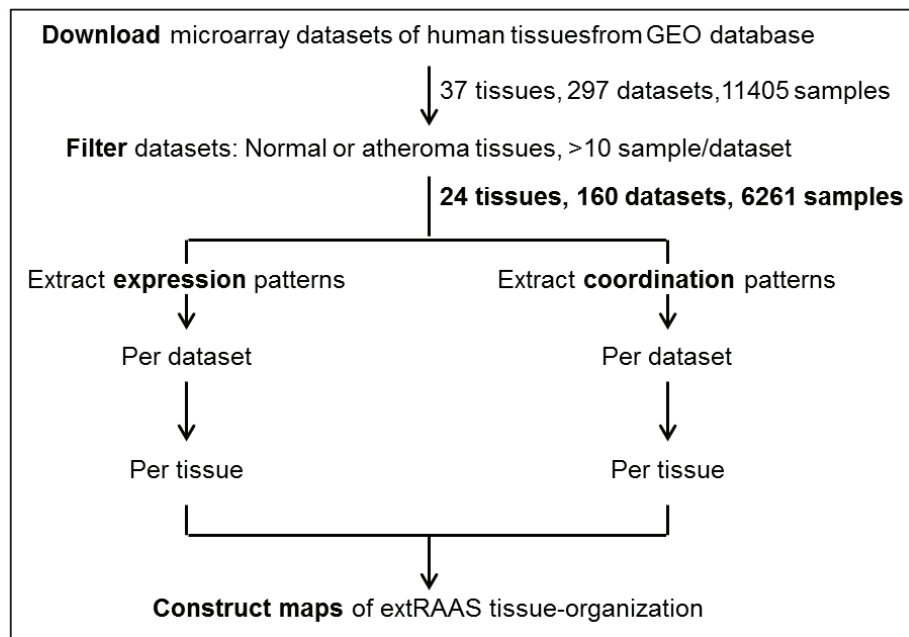 Download microarray datasets of human tissuesfrom GEO database
37 tissues, 297 datasets,11405 samples
Filter datasets: Normal or atheroma tissues, >10 sample/dataset
24 tissues, 160 datasets, 6261 samples
Extract expression patterns
Extract coordination patterns
Per dataset
Per dataset
Per tissue
Per tissue
Construct maps of extRAAS tissue-organization